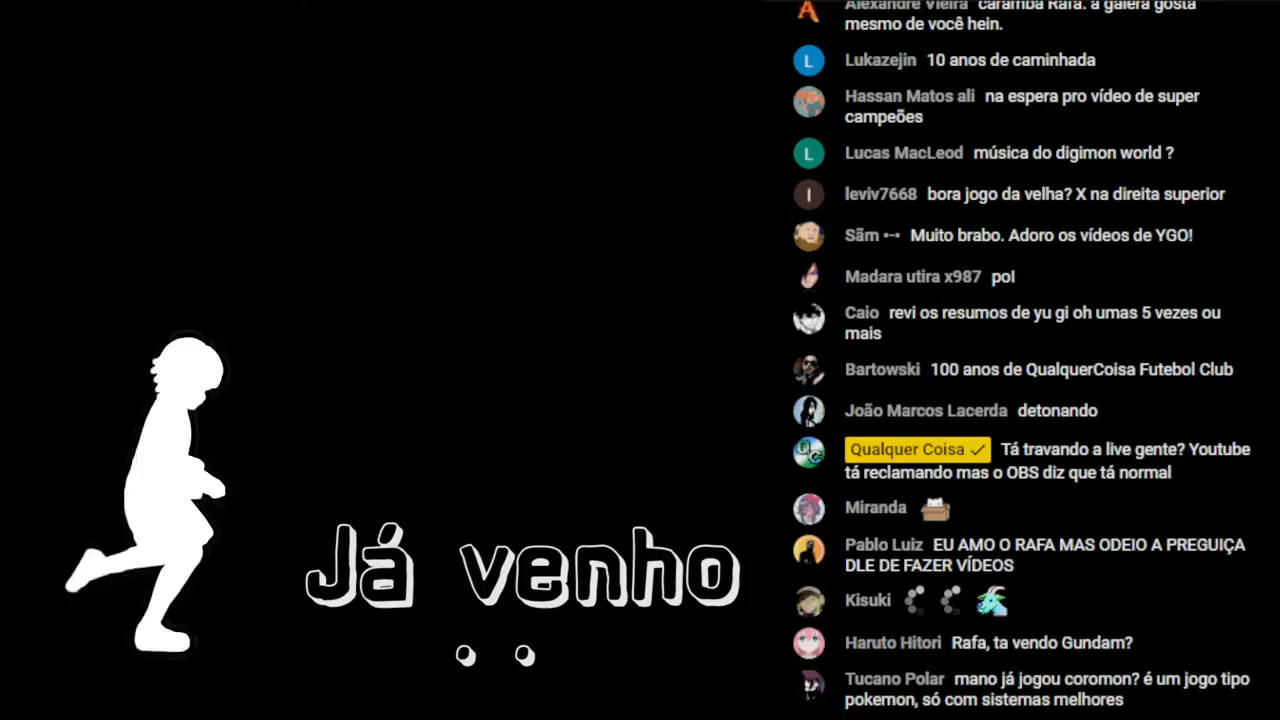 Já venho
Alexandre Vieira caramba Rafa. a galera gosta
mesmo de você hein.
L Lukazejin 10 anos de caminhada
Hassan Matos ali na espera pro vídeo de super
campeões
L Lucas MacLeod música do digimon world ?
I leviv7668 bora jogo da velha? X na direita superior
Sãm Muito brabo. Adoro os vídeos de YGO!
Madara utira x987 pol
Caio revi os resumos de yu gi oh umas 5 vezes ou
mais
Bartowski 100 anos de QualquerCoisa Futebol Club
João Marcos Lacerda detonando
Qualquer Coisa ✓ Tá travando a live gente? Youtube
tá reclamando mas o OBS diz que tá normal
Miranda
Pablo Luiz EU AMO O RAFA MAS ODEIO A PREGUIÇA
DLE DE FAZER VÍDEOS
Kisuki
Haruto Hitori Rafa, ta vendo Gundam?
Tucano Polar mano já jogou coromon? é um jogo tipo
pokemon, só com sistemas melhores